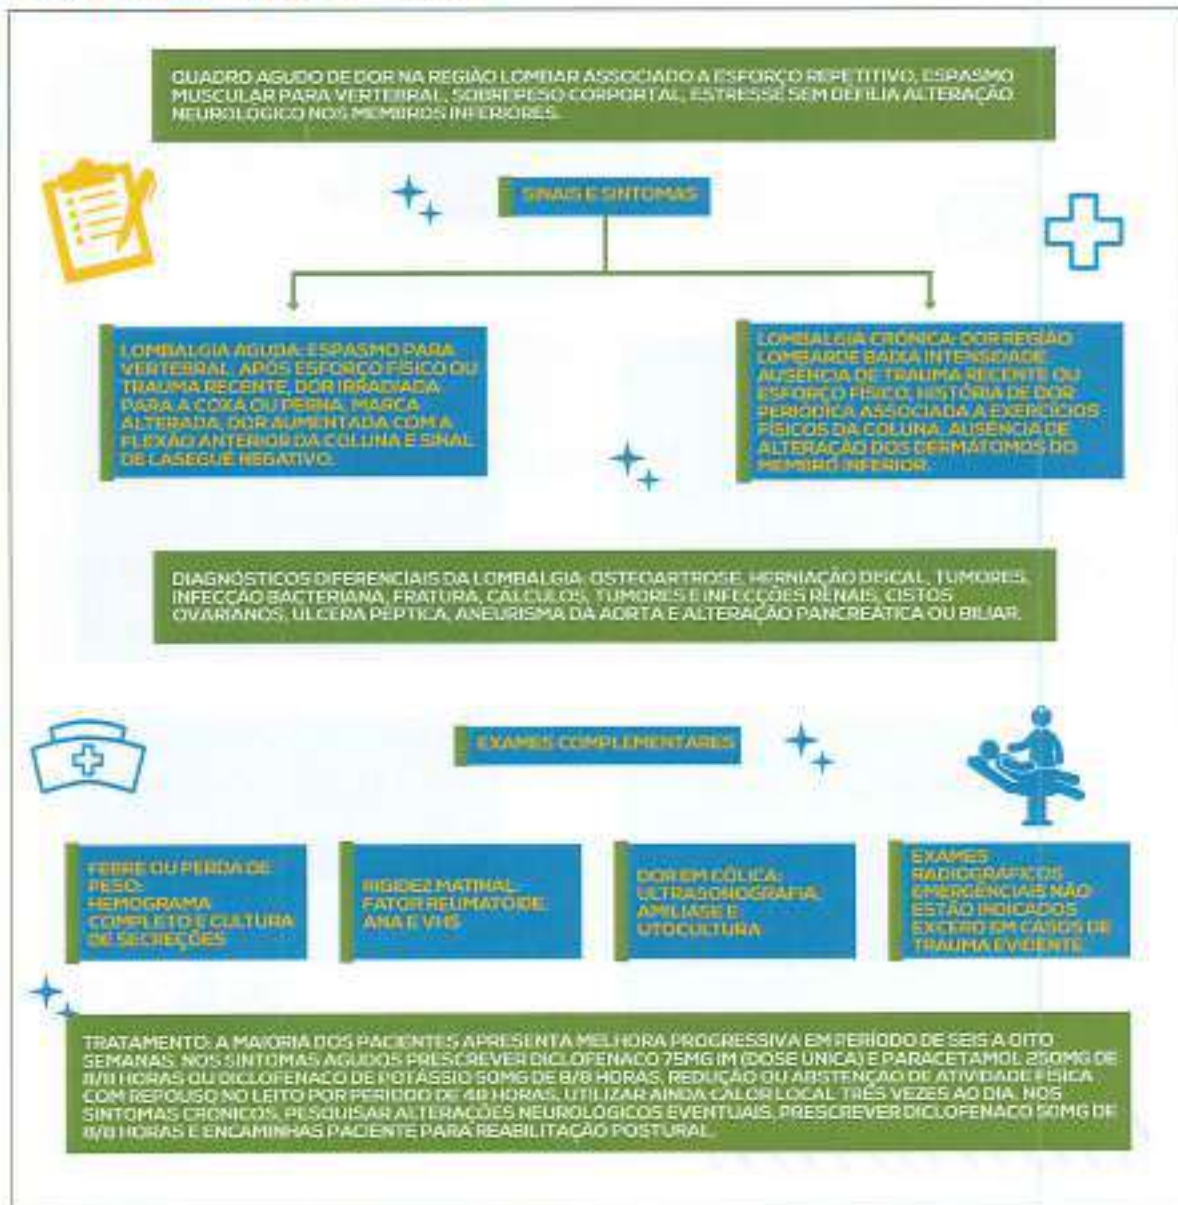 QUADRO AGUDO DE DOR NA REGIÃO LOMBAR ASSOCIADO A ESFORÇO REPETITIVO, ESPASMO
MUSCULAR PARA VERTEBRAL, SOBREPESO CORPORTAL, ESTRESSE SEM DEFILIA ALTERAÇÃO
NEUROLÓGICO NOS MEMBROS INFERIORES.
SINAIS E SINTOMAS
LOMBALGIA AGUDA: ESPASMO PARA
VERTEBRAL, APÓS ESFORÇO FÍSICO OU
TRAUMA RECENTE, DOR IRRADIADA
PARA A COXA OU PERNA, MARCA
ALTERADA, DOR AUMENTADA COM A
FLEXÃO ANTERIOR DA COLUNA E SINAL
DE LASEGUE NEGATIVO.
LOMBALGIA CRÔNICA: DOR REGIÃO
LOMBARDE BAIXA INTENSIDADE
AUSÊNCIA DE TRAUMA RECENTE OU
ESFORÇO FÍSICO, HISTÓRIA DE DOR
PERIÓDICA ASSOCIADA A EXERCÍCIOS
FÍSICOS DA COLUNA. AUSÊNCIA DE
ALTERAÇÃO DOS DERMÁTOMOS DO
MEMBRO INFERIOR.
DIAGNÓSTICOS DIFERENCIAIS DA LOMBALGIA: OSTEOARTROSE, HERNIAÇÃO DISCAL, TUMORES,
INFECÇÃO BACTERIANA, FRATURA, CÁLCULOS, TUMORES E INFECÇÕES RENAIS, CISTOS
OVARIANOS, ULCERA PÉPTICA, ANEURISMA DA AORTA E ALTERAÇÃO PANCREÁTICA OU BILIAR.
EXAMES COMPLEMENTARES
FEBRE OU PERDA DE
PESO:
HEMOGRAMA
COMPLETO E CULTURA
DE SECREÇÕES
RIGIDEZ MATINAL:
FATOR REUMATOIDE,
ANA E VHS
DOR EM CÓLICA:
ULTRASONOGRAFIA,
AMILIASE E
UTOCULTURA
EXAMES
RADIOGRÁFICOS
EMERGÊNCIAIS NÃO
ESTÃO INDICADOS
EXCERO EM CASOS DE
TRAUMA EVIDENTE
TRATAMENTO: A MAIORIA DOS PACIENTES APRESENTA MELHORA PROGRESSIVA EM PERÍODO DE SEIS A OITO
SEMANAS. NOS SINTOMAS AGUDOS PRESCREVER DICLOFENACO 75MG IM (DOSE ÚNICA) E PARACETAMOL 250MG DE
8/8 HORAS OU DICLOFENACO DE POTÁSSIO 50MG DE 8/8 HORAS, REDUÇÃO OU ABSTENÇÃO DE ATIVIDADE FÍSICA
COM REPOUSO NO LEITO POR PERÍODO DE 48 HORAS. UTILIZAR AINDA CALOR LOCAL TRÊS VEZES AO DIA. NOS
SINTOMAS CRÔNICOS, PESQUISAR ALTERAÇÕES NEUROLÓGICOS EVENTUAIS, PRESCREVER DICLOFENACO 50MG DE
8/8 HORAS E ENCAMINHAS PACIENTE PARA REABILITAÇÃO POSTURAL.